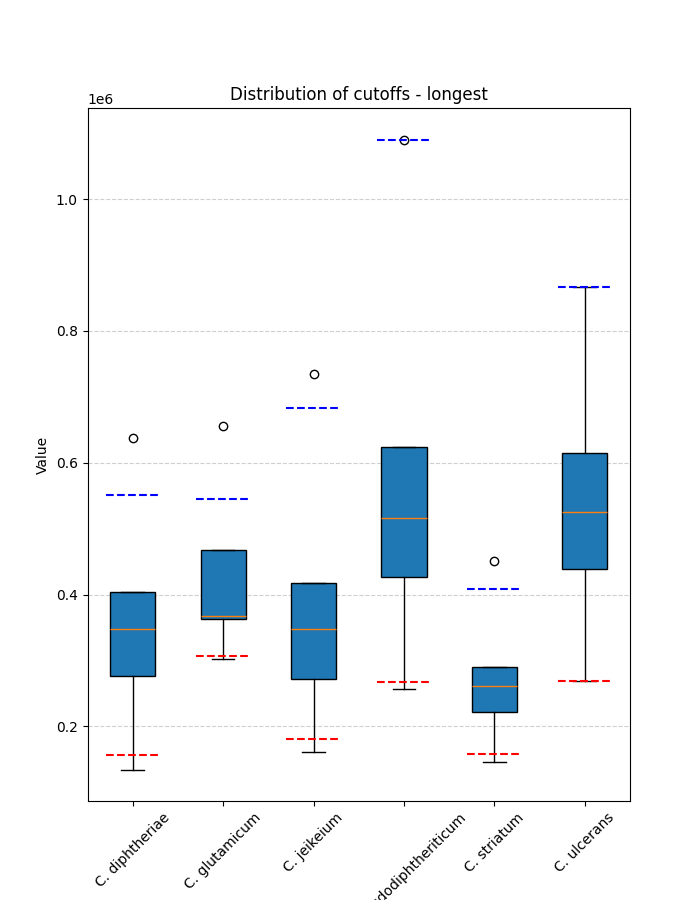 Distribution of cutoffs - longest
1e6
1.0
0.8
0.6
0.4
0.2
Value
C. diphtheriae
C. glutamicum
C. jeikeium
dodiphtheriticum
C. striatum
C. ulcerans